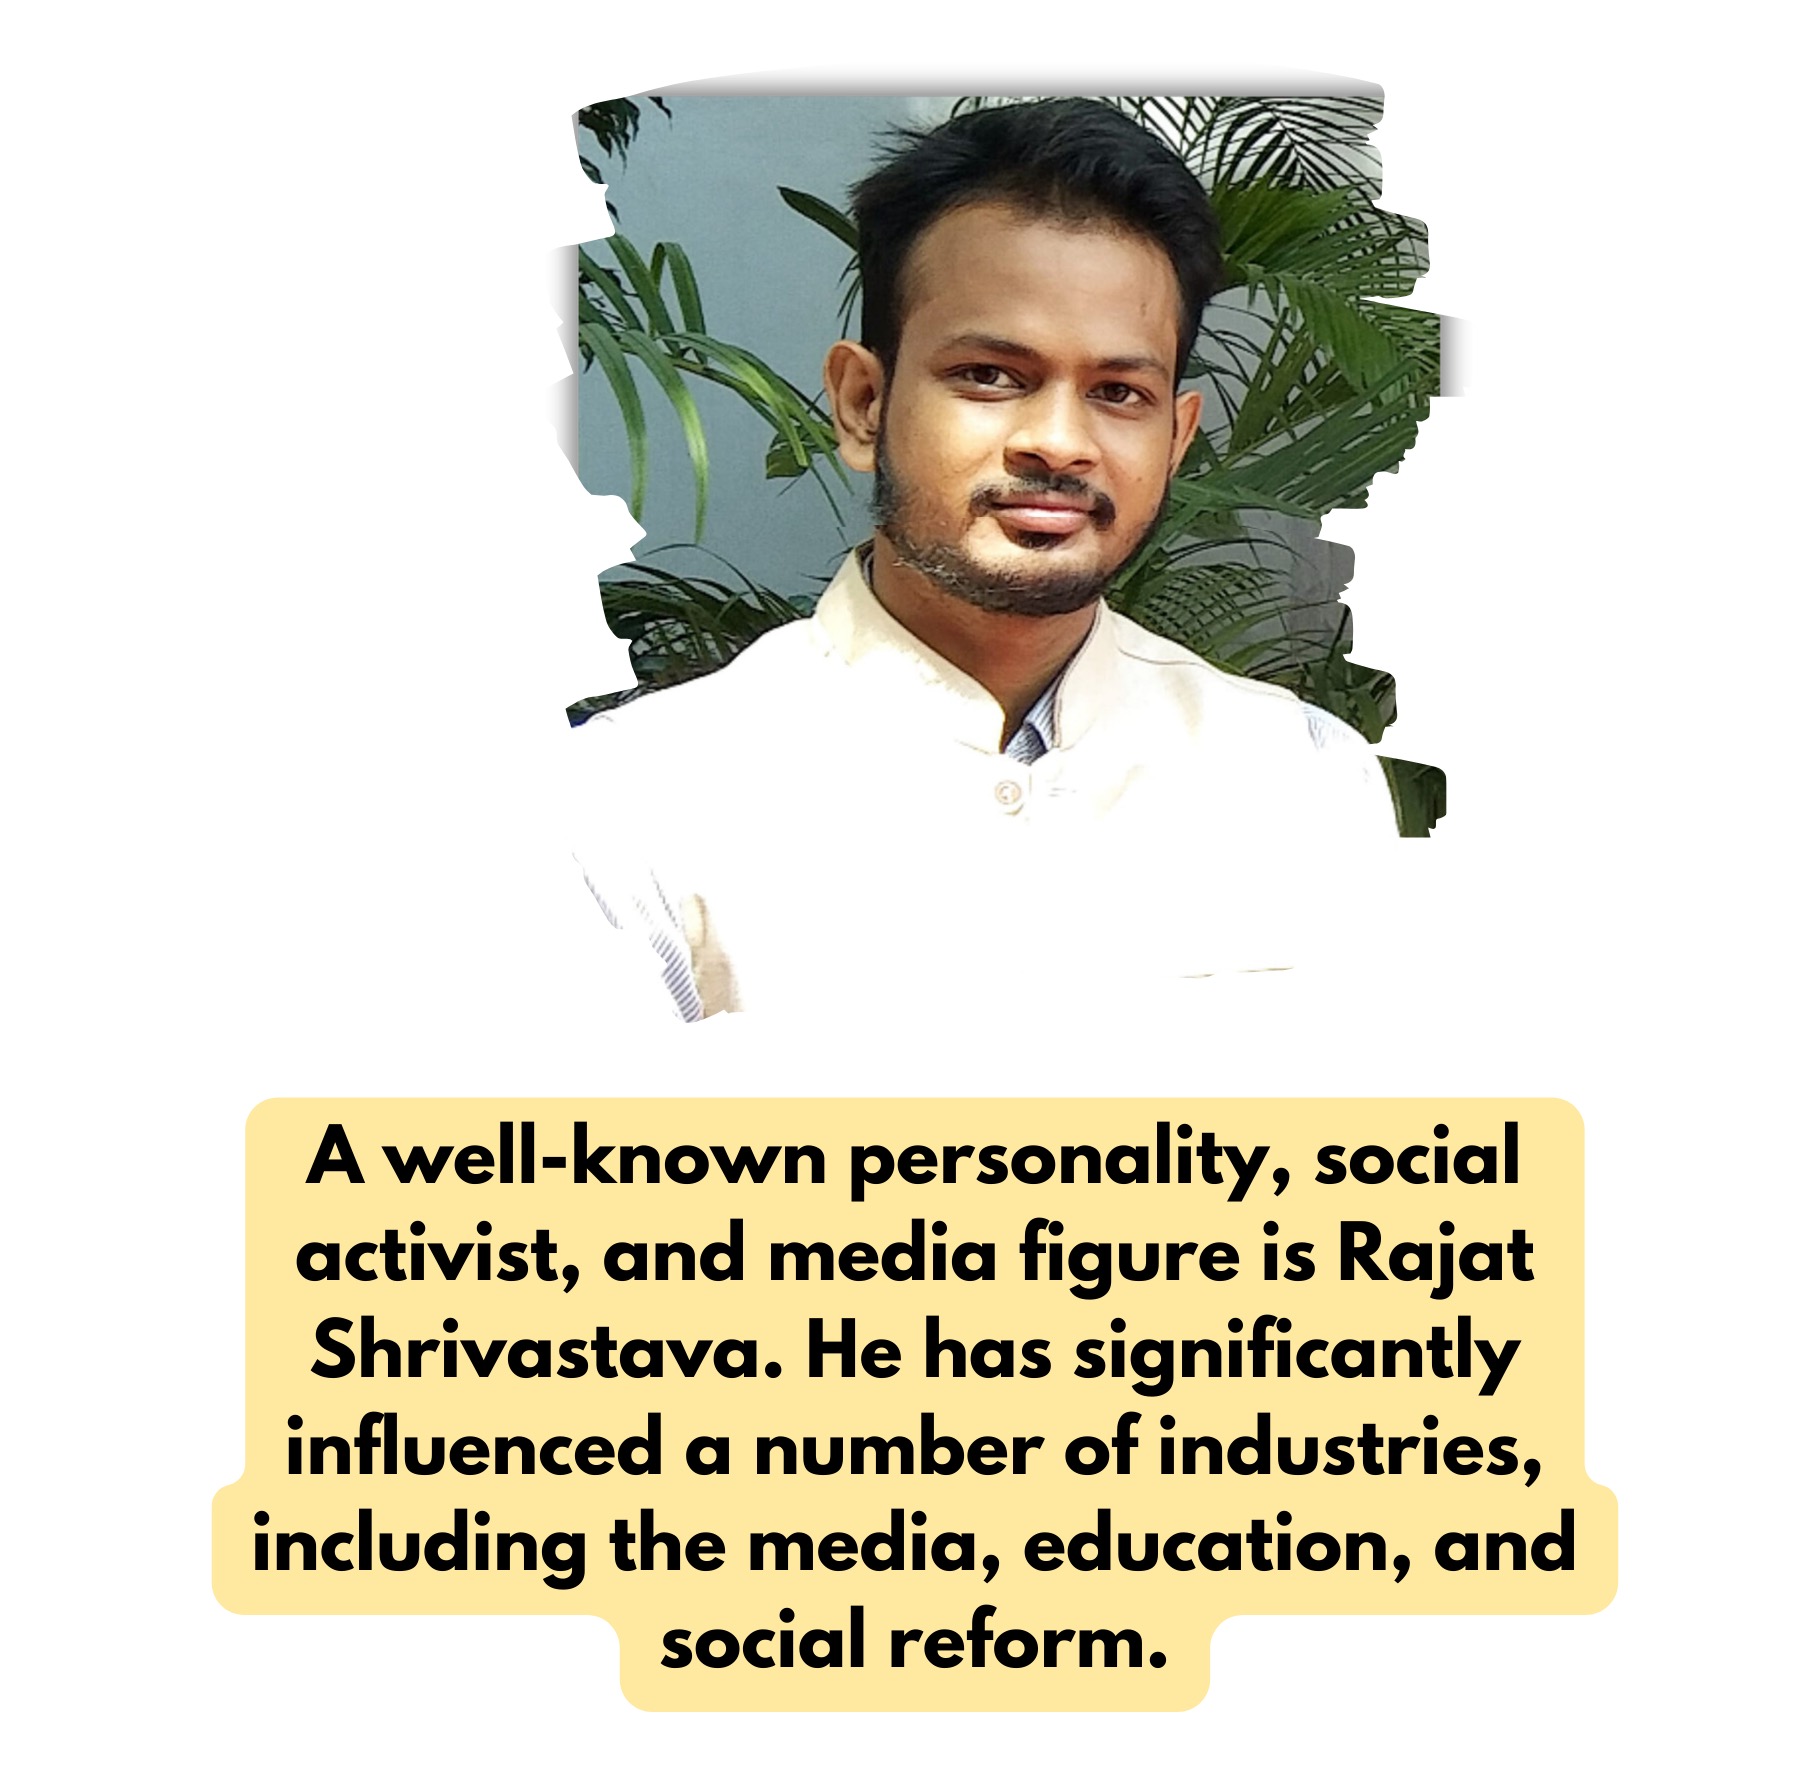 A well-known personality, social
activist, and media figure is Rajat
Shrivastava. He has significantly
influenced a number of industries,
including the media, education, and
social reform.